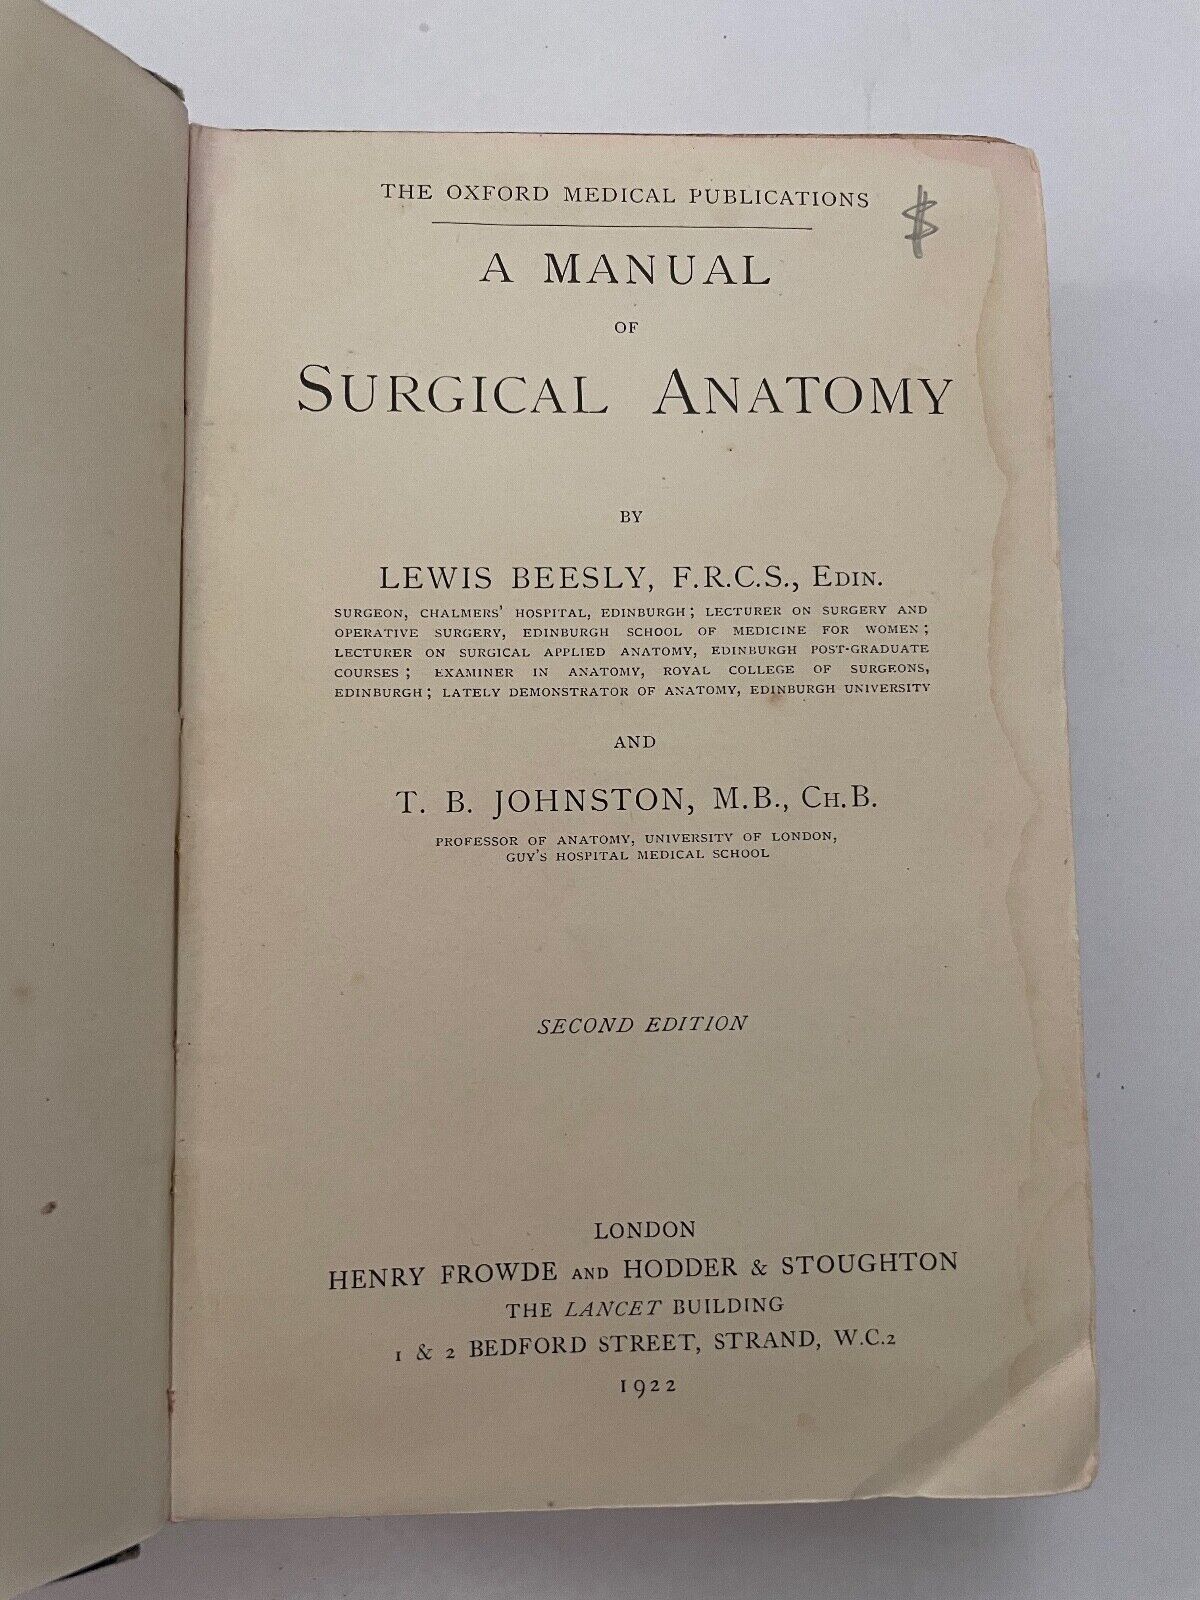 THE OXFORD MEDICAL PUBLICATIONS
$
A MANUAL
OF
SURGICAL ANATOMY
BY
LEWIS BEESLY, F.R.C.S., EDIN.
SURGEON, CHALMERS' HOSPITAL, EDINBURGH; LECTURER ON SURGERY AND
OPERATIVE SURGERY, EDINBURGH SCHOOL OF MEDICINE FOR WOMEN;
LECTURER ON SURGICAL APPLIED ANATOMY, EDINBURGH POST-GRADUATE
COURSES; EXAMINER IN ANATOMY, ROYAL COLLEGE OF SURGEONS,
EDINBURGH; LATELY DEMONSTRATOR OF ANATOMY, EDINBURGH UNIVERSITY
AND
T. B. JOHNSTON, M.B., CH.B.
PROFESSOR OF ANATOMY, UNIVERSITY OF LONDON,
GUY'S HOSPITAL MEDICAL SCHOOL
SECOND EDITION
LONDON
HENRY FROWDE AND HODDER & STOUGHTON
THE LANCET BUILDING
1 & 2 BEDFORD STREET, STRAND, W.C.2
1922